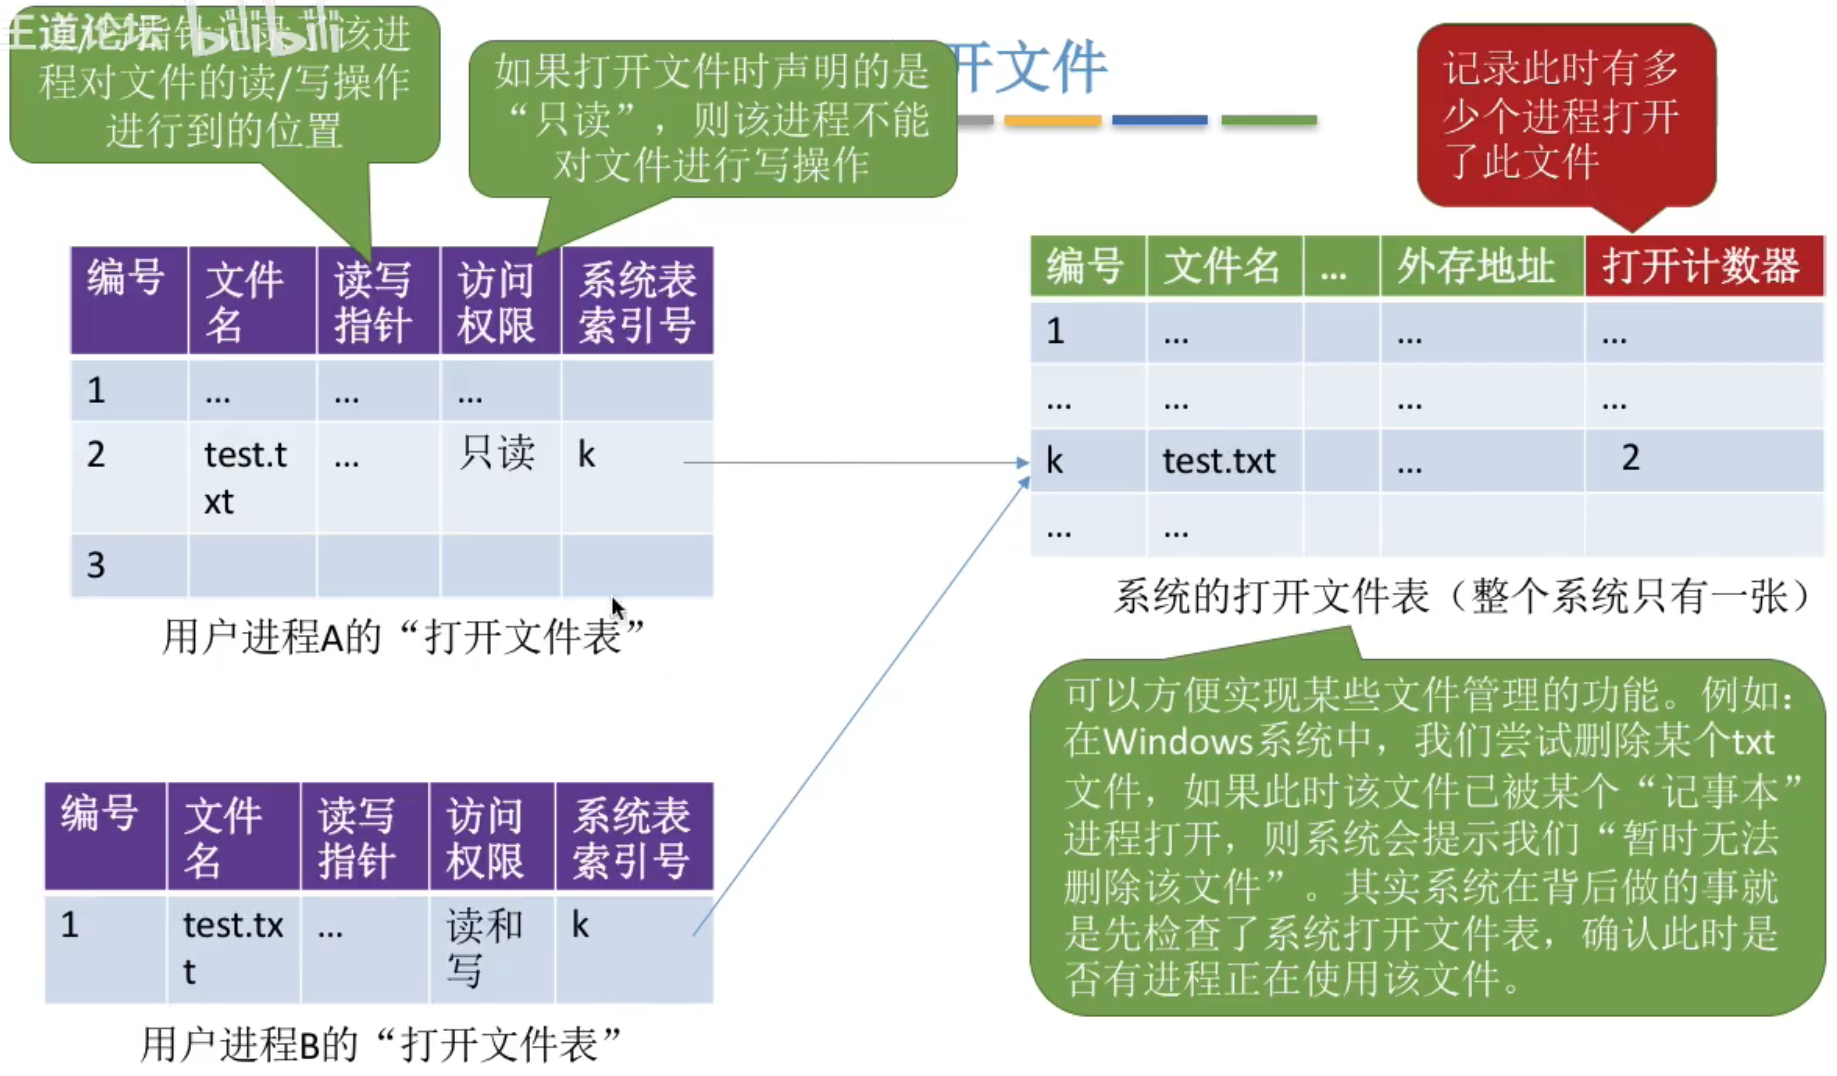 王道论坛 bilibili
读/写指针记录了该进
程对文件的读/写操作
进行到的位置
如果打开文件时声明的是
“只读”，则该进程不能
对文件进行写操作
开文件
记录此时有多
少个进程打开
了此文件
编号 文件名 读写指针 访问权限 系统表索引号
1 ... ... ...
2 test.txt ... 只读 k
3
用户进程A的“打开文件表”
编号 文件名 ... 外存地址 打开计数器
1 ... ... ...
... ... ... ...
k test.txt ... 2
... ...
系统的打开文件表（整个系统只有一张）
可以方便实现某些文件管理的功能。例如：
在Windows系统中，我们尝试删除某个txt
文件，如果此时该文件已被某个“记事本”
进程打开，则系统会提示我们“暂时无法
删除该文件”。其实系统在背后做的事就
是先检查了系统打开文件表，确认此时是
否有进程正在使用该文件。
编号 文件名 读写指针 访问权限 系统表索引号
1 test.txt ... 读和写 k
用户进程B的“打开文件表”